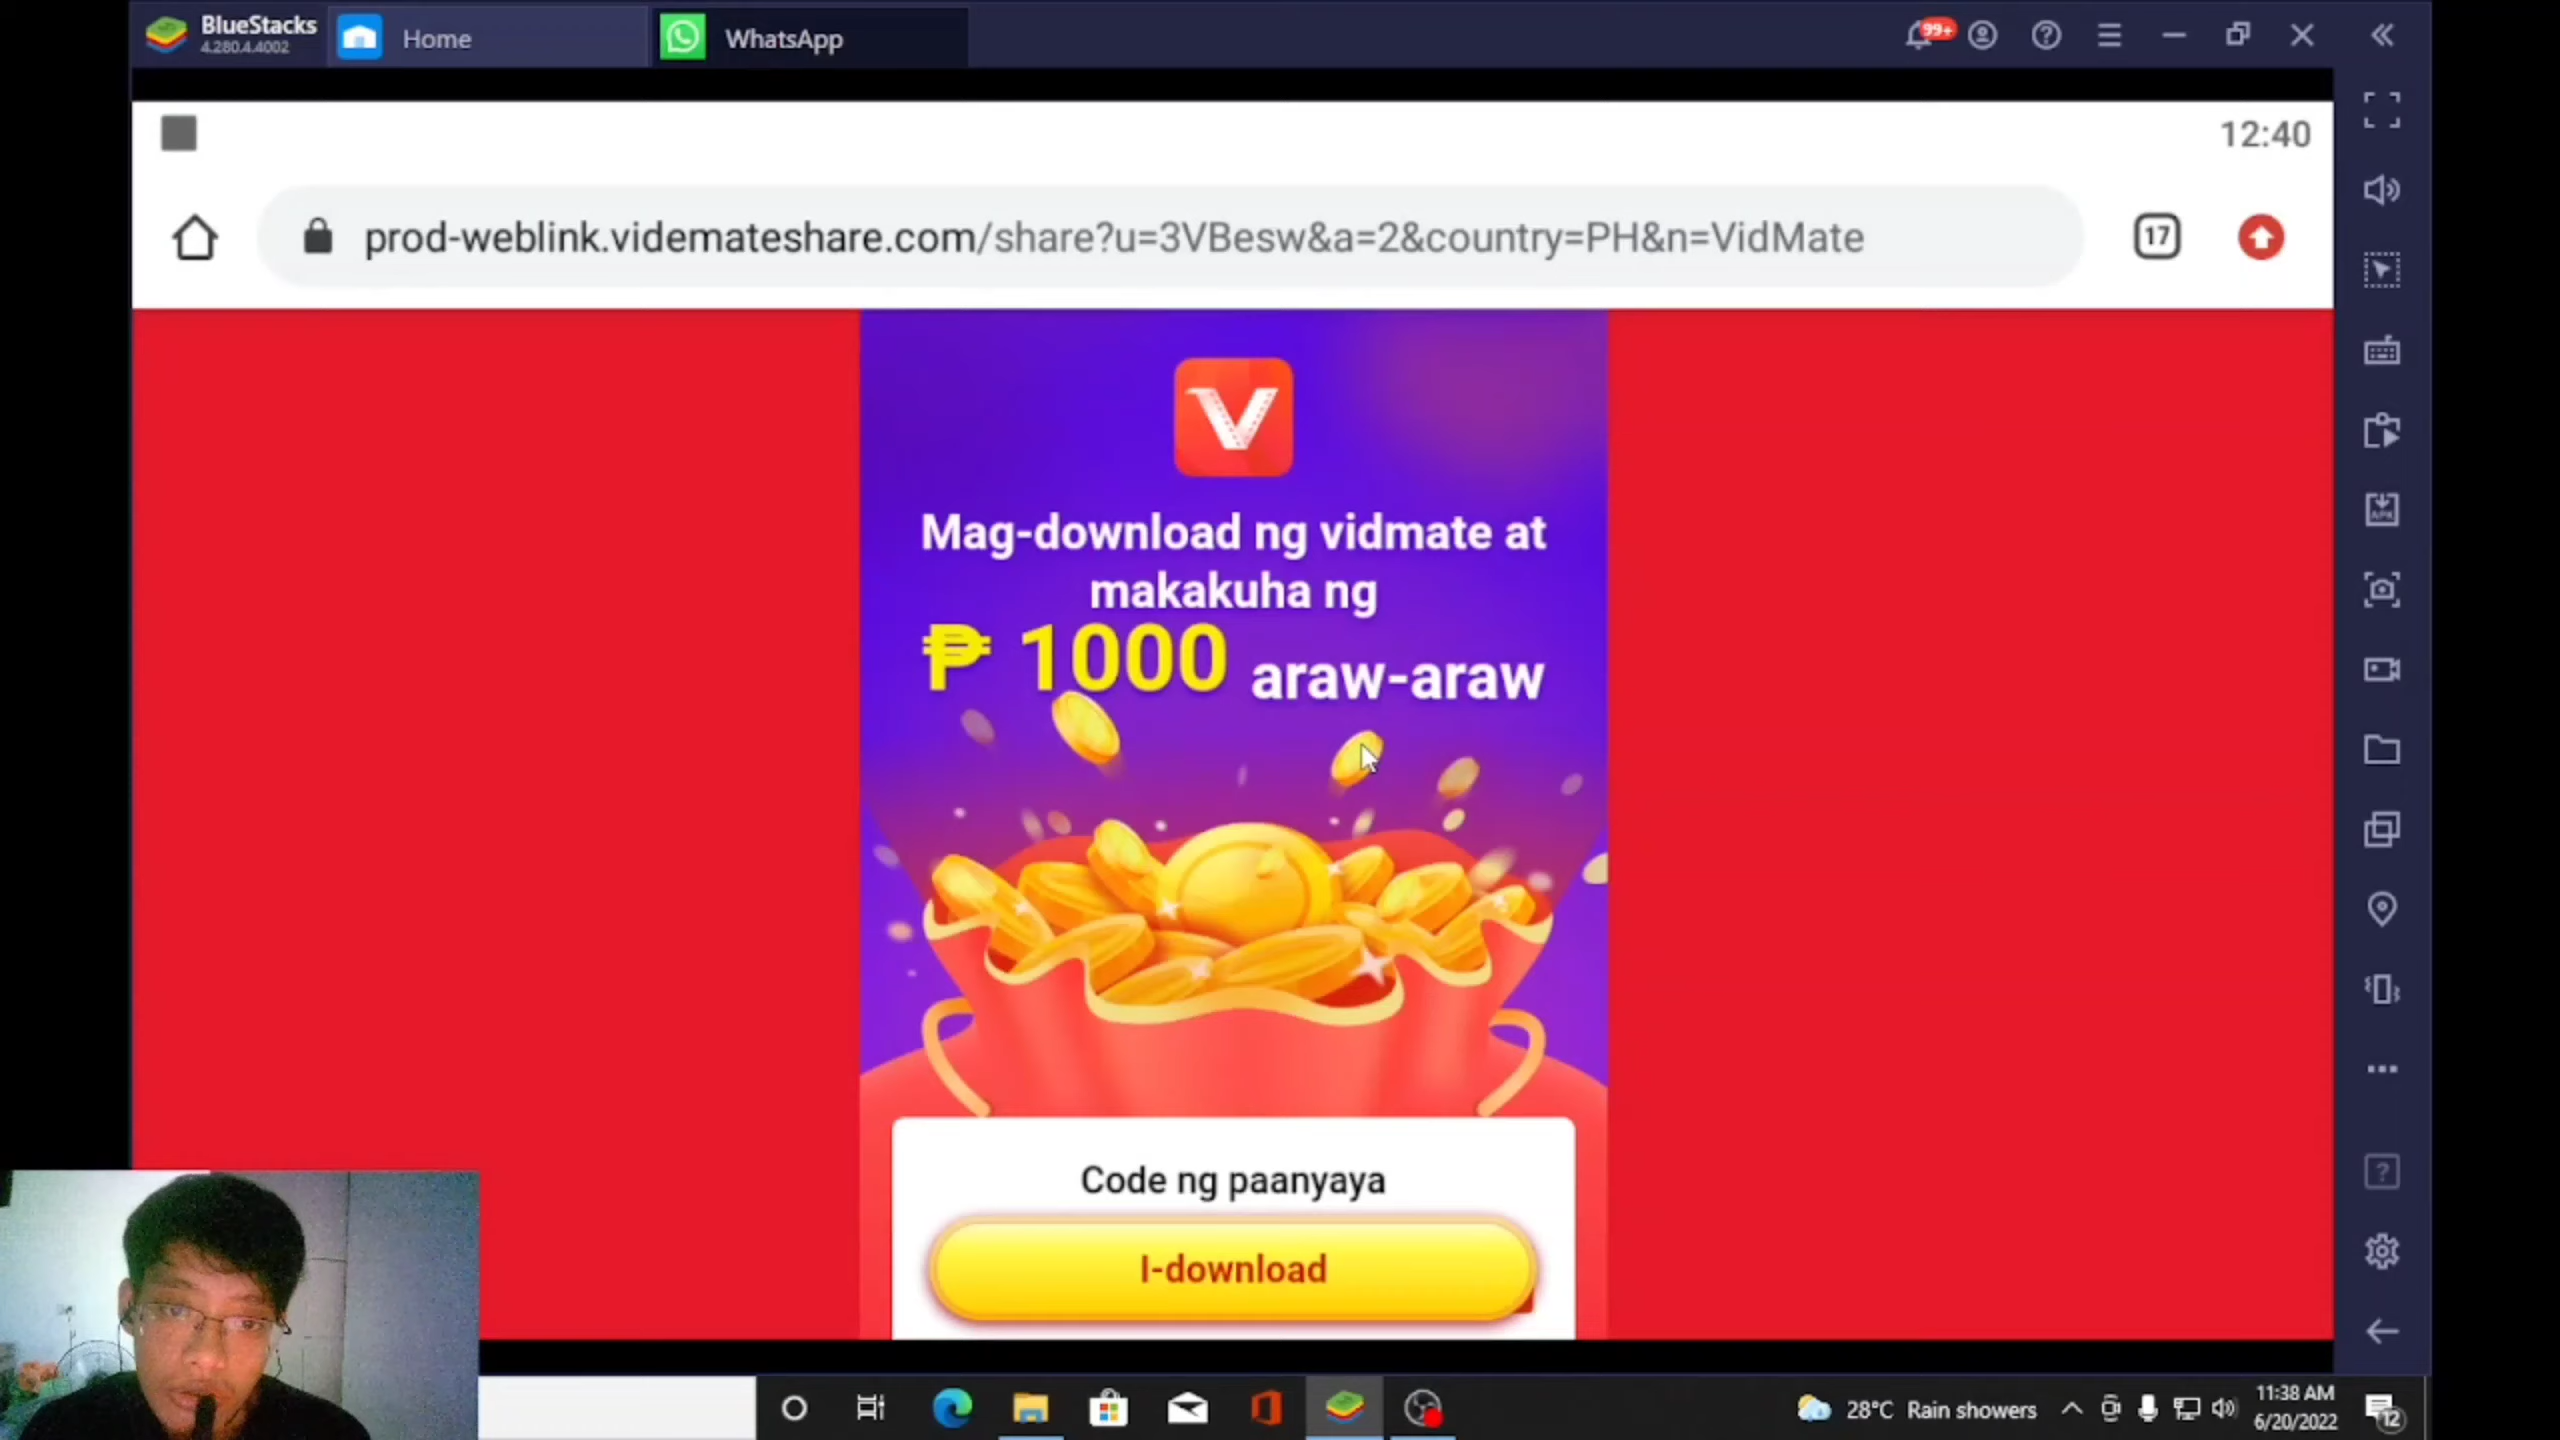 BlueStacks
4.280.4.4002
Home
WhatsApp
99+
12:40
prod-weblink.videmateshare.com/share?u=3VBesw&a=2&country=PH&n=VidMate
17
Mag-download ng vidmate at
makakuha ng
₱ 1000 araw-araw
Code ng paanyaya
I-download
APK
28°C Rain showers
11:38 AM
6/20/2022
12